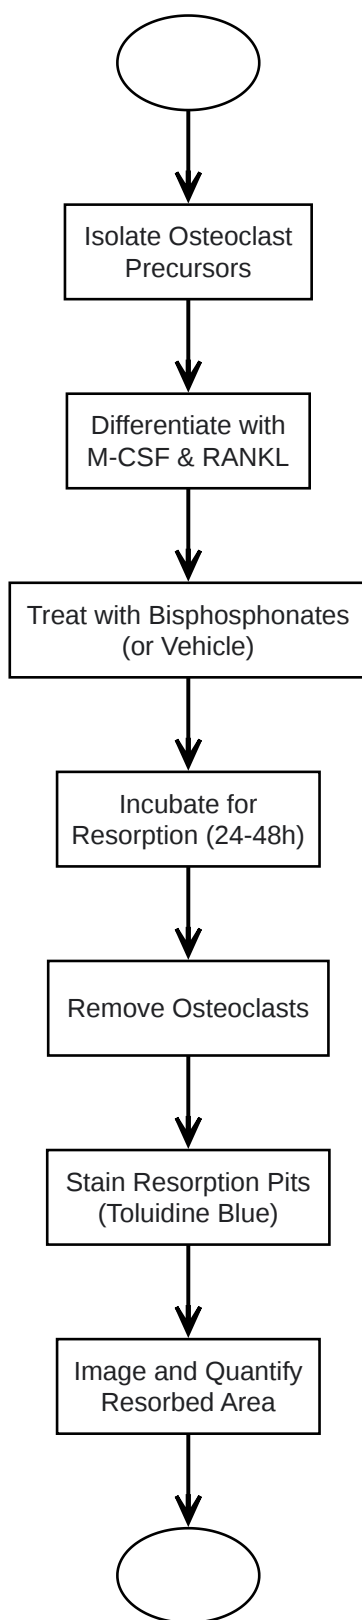 Isolate Osteoclast
Precursors
Differentiate with
M-CSF & RANKL
Treat with Bisphosphonates
(or Vehicle)
Incubate for
Resorption (24-48h)
Remove Osteoclasts
Stain Resorption Pits
(Toluidine Blue)
Image and Quantify
Resorbed Area